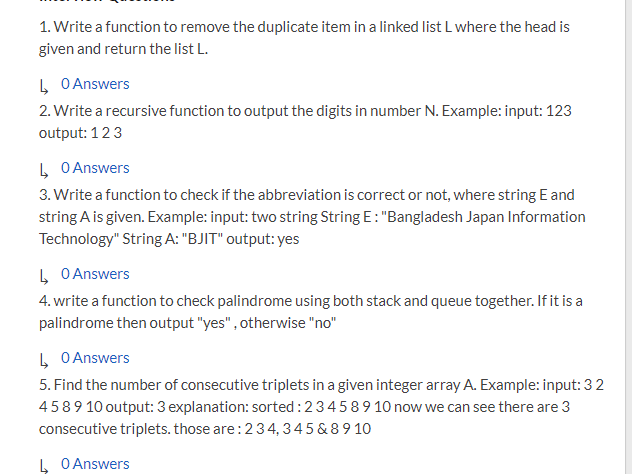 Interview Questions
1. Write a function to remove the duplicate item in a linked list L where the head is
given and return the list L.
0 Answers
2. Write a recursive function to output the digits in number N. Example: input: 123
output: 1 2 3
0 Answers
3. Write a function to check if the abbreviation is correct or not, where string E and
string A is given. Example: input: two string String E : "Bangladesh Japan Information
Technology" String A: "BJIT" output: yes
0 Answers
4. write a function to check palindrome using both stack and queue together. If it is a
palindrome then output "yes" , otherwise "no"
0 Answers
5. Find the number of consecutive triplets in a given integer array A. Example: input: 3 2
4 5 8 9 10 output: 3 explanation: sorted : 2 3 4 5 8 9 10 now we can see there are 3
consecutive triplets. those are : 2 3 4, 3 4 5 & 8 9 10
0 Answers